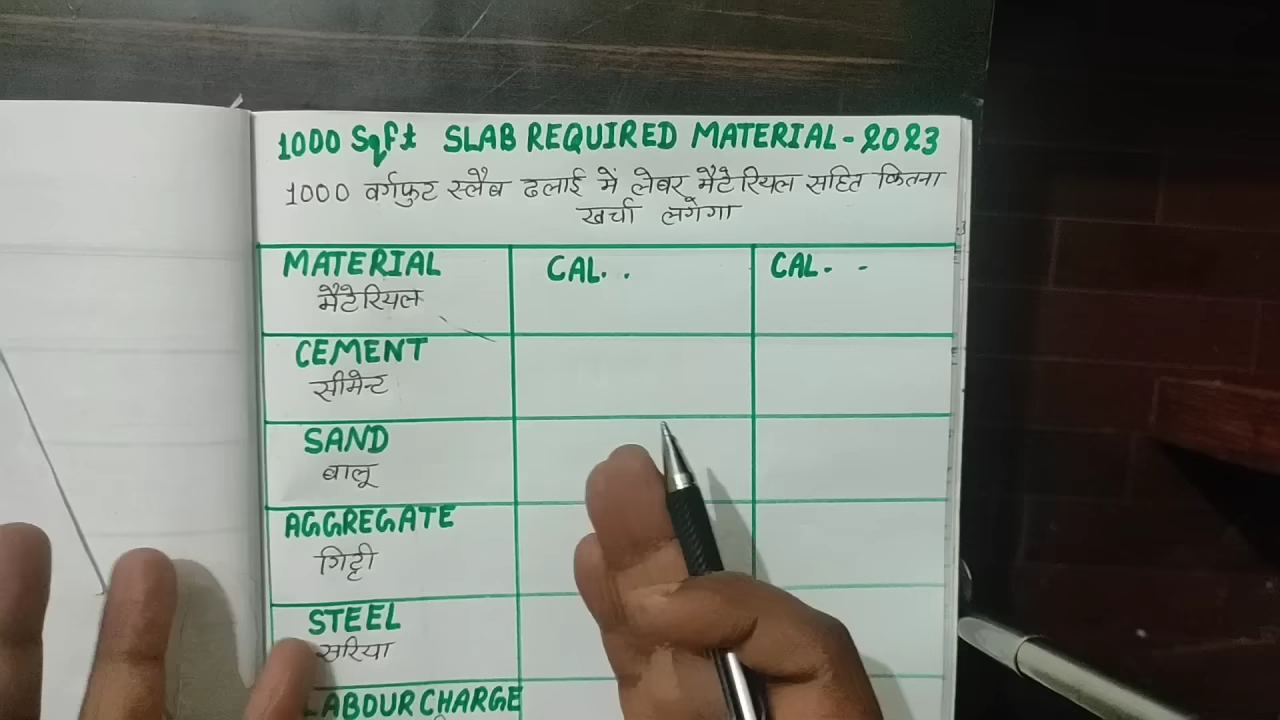 1000 Sqft SLAB REQUIRED MATERIAL - 2023
1000 वर्गफुट स्लैब ढलाई में लेबर मैटेरियल सहित कितना
खर्चा लगेगा
MATERIAL CAL. . CAL. -
मैटेरियल
CEMENT
सीमेन्ट
SAND
बालू
AGGREGATE
गिट्टी
STEEL
सरिया
LABOUR CHARGE